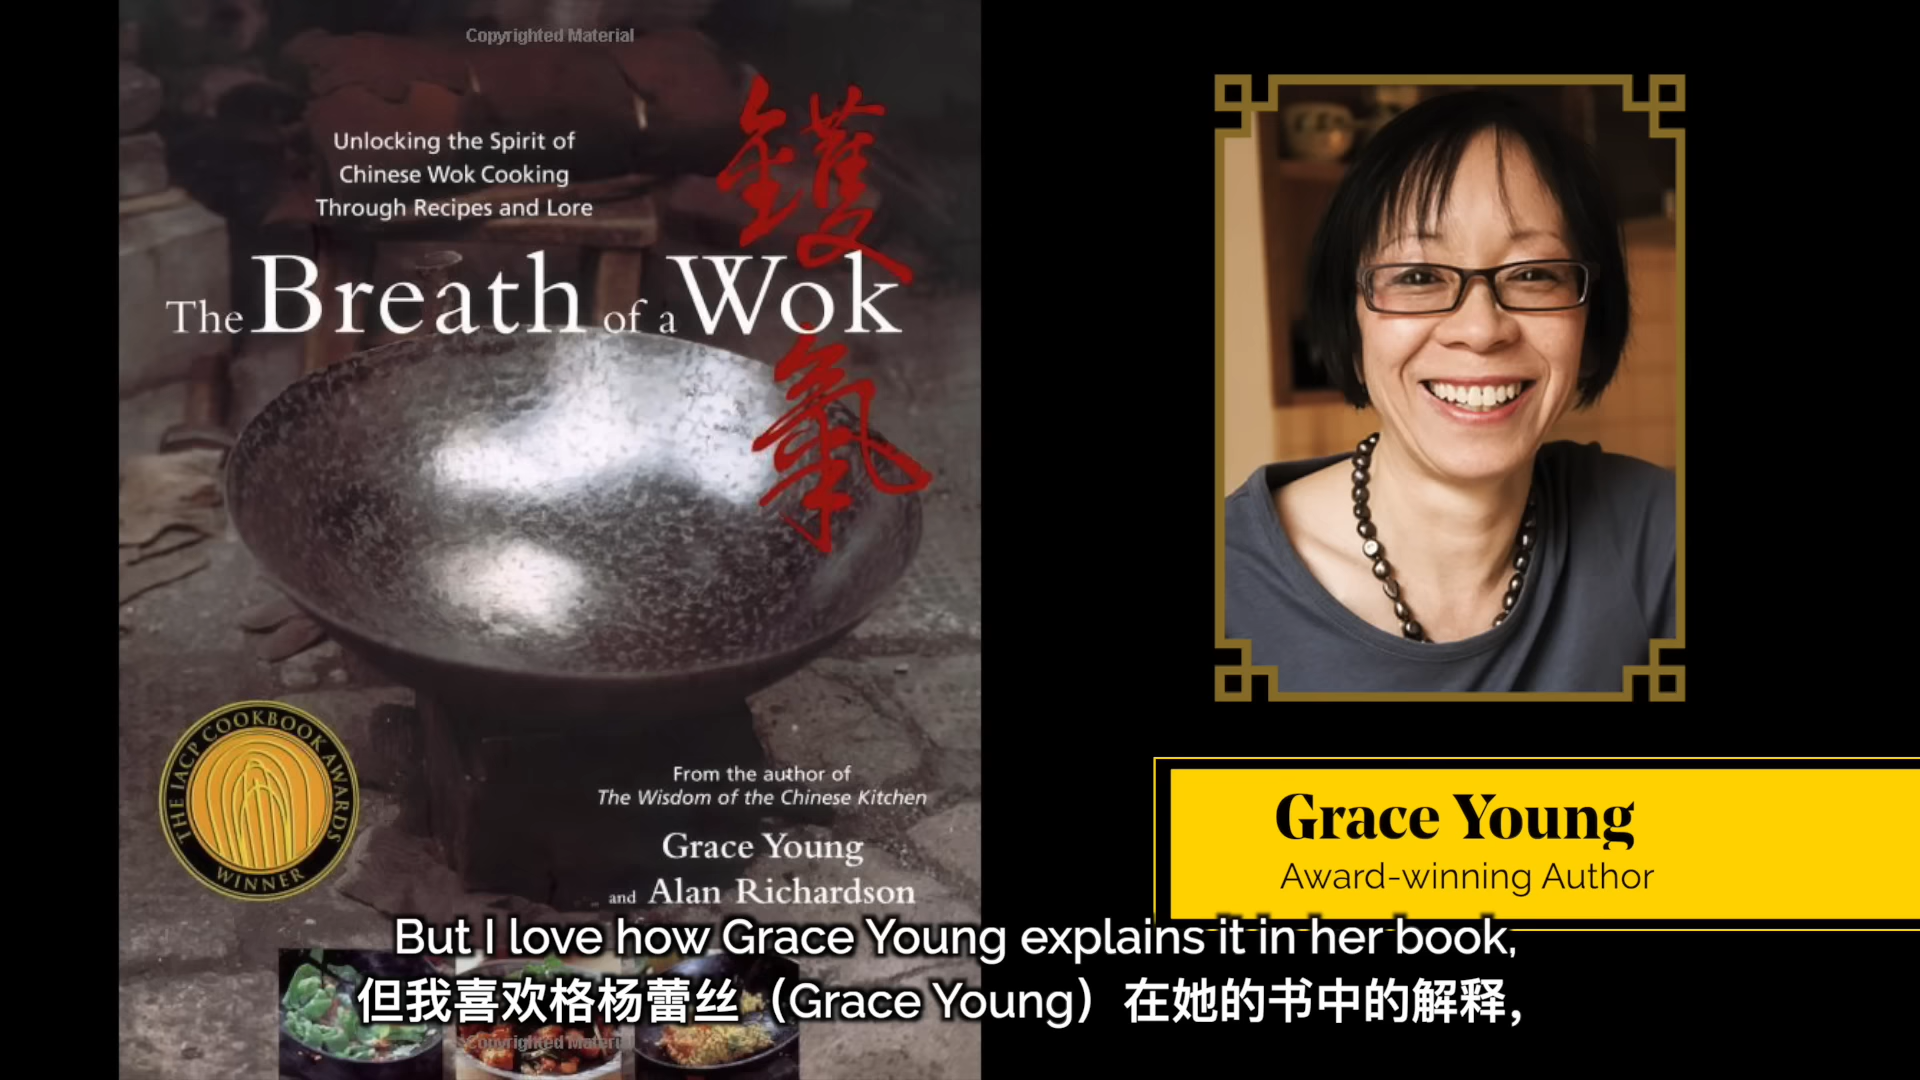 Copyrighted Material
Unlocking the Spirit of
Chinese Wok Cooking
Through Recipes and Lore
鑊
The Breath of a Wok
氣
THE IACP COOKBOOK AWARDS
WINNER
From the author of
The Wisdom of the Chinese Kitchen
Grace Young
and Alan Richardson
Copyrighted Material
Grace Young
Award-winning Author
But I love how Grace Young explains it in her book,
但我喜欢格杨蕾丝（Grace Young）在她的书中的解释，